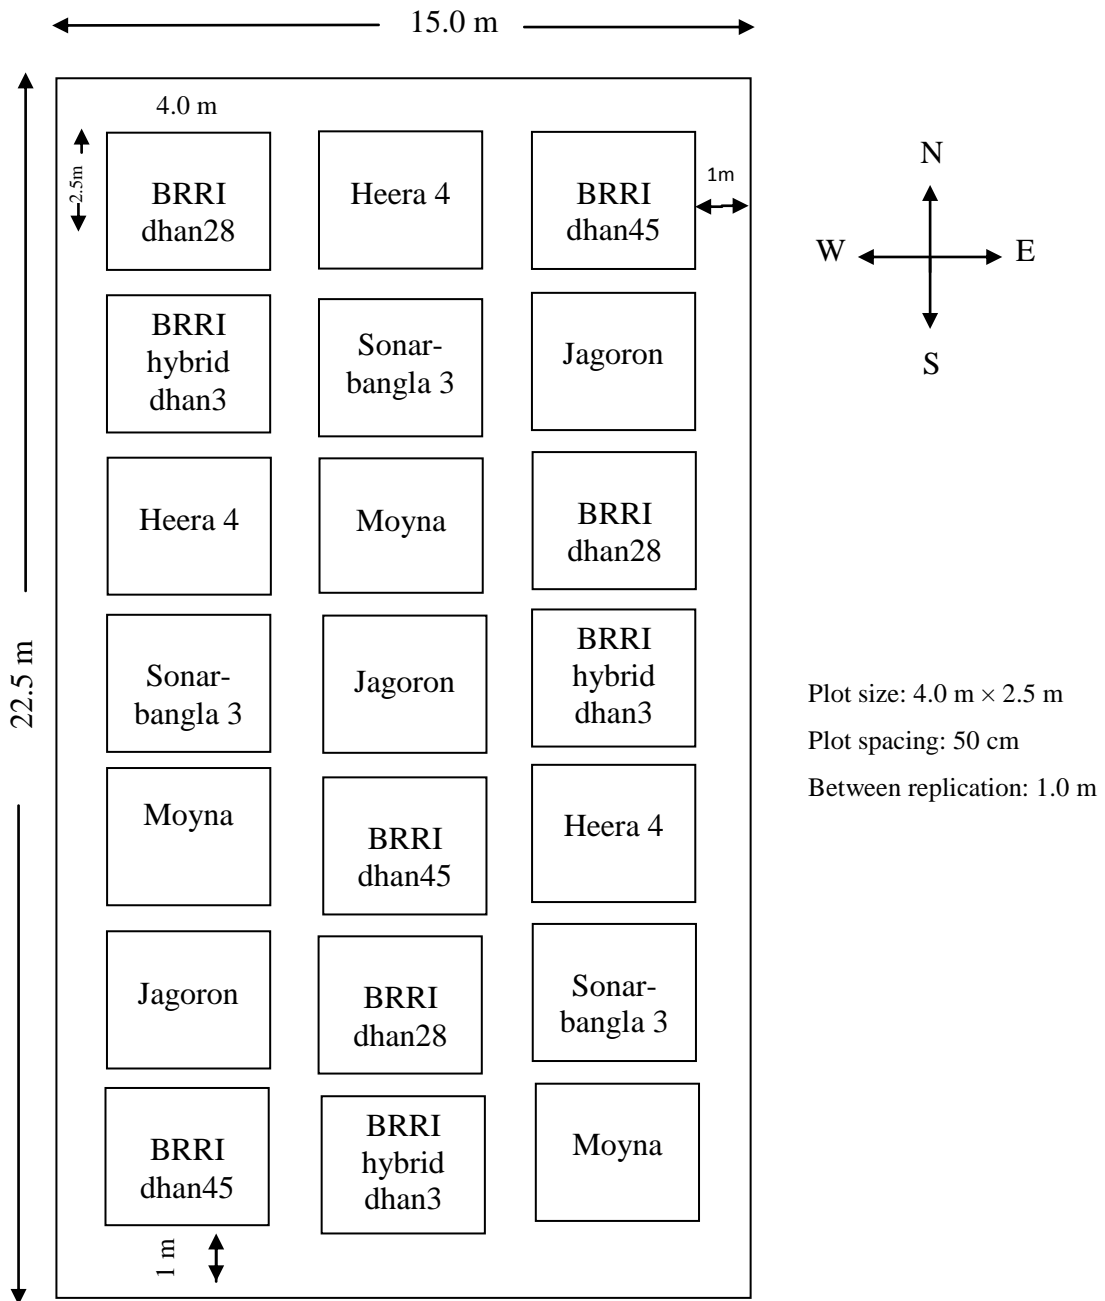 15.0 m
4.0 m
2.5m
BRRI
dhan28
Heera 4
BRRI
dhan45
1m
N
W
E
S
BRRI
hybrid
dhan3
Sonar-
bangla 3
Jagoron
Heera 4
Moyna
BRRI
dhan28
22.5 m
Sonar-
bangla 3
Jagoron
BRRI
hybrid
dhan3
Plot size: 4.0 m × 2.5 m
Plot spacing: 50 cm
Between replication: 1.0 m
Moyna
BRRI
dhan45
Heera 4
Jagoron
BRRI
dhan28
Sonar-
bangla 3
BRRI
dhan45
BRRI
hybrid
dhan3
Moyna
1 m